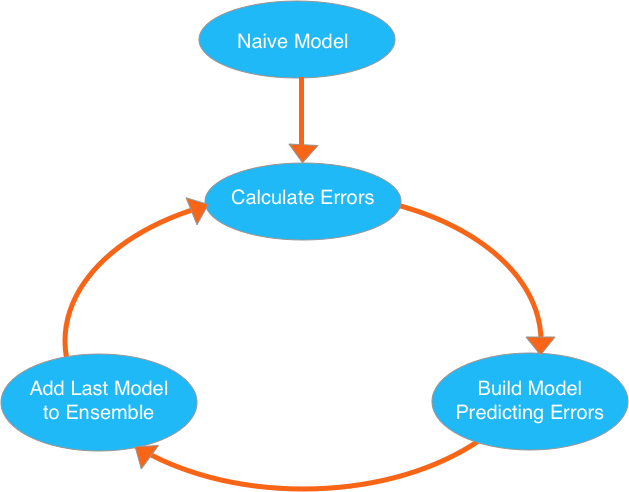 Naive Model
Calculate Errors
Add Last Model
to Ensemble
Build Model
Predicting Errors